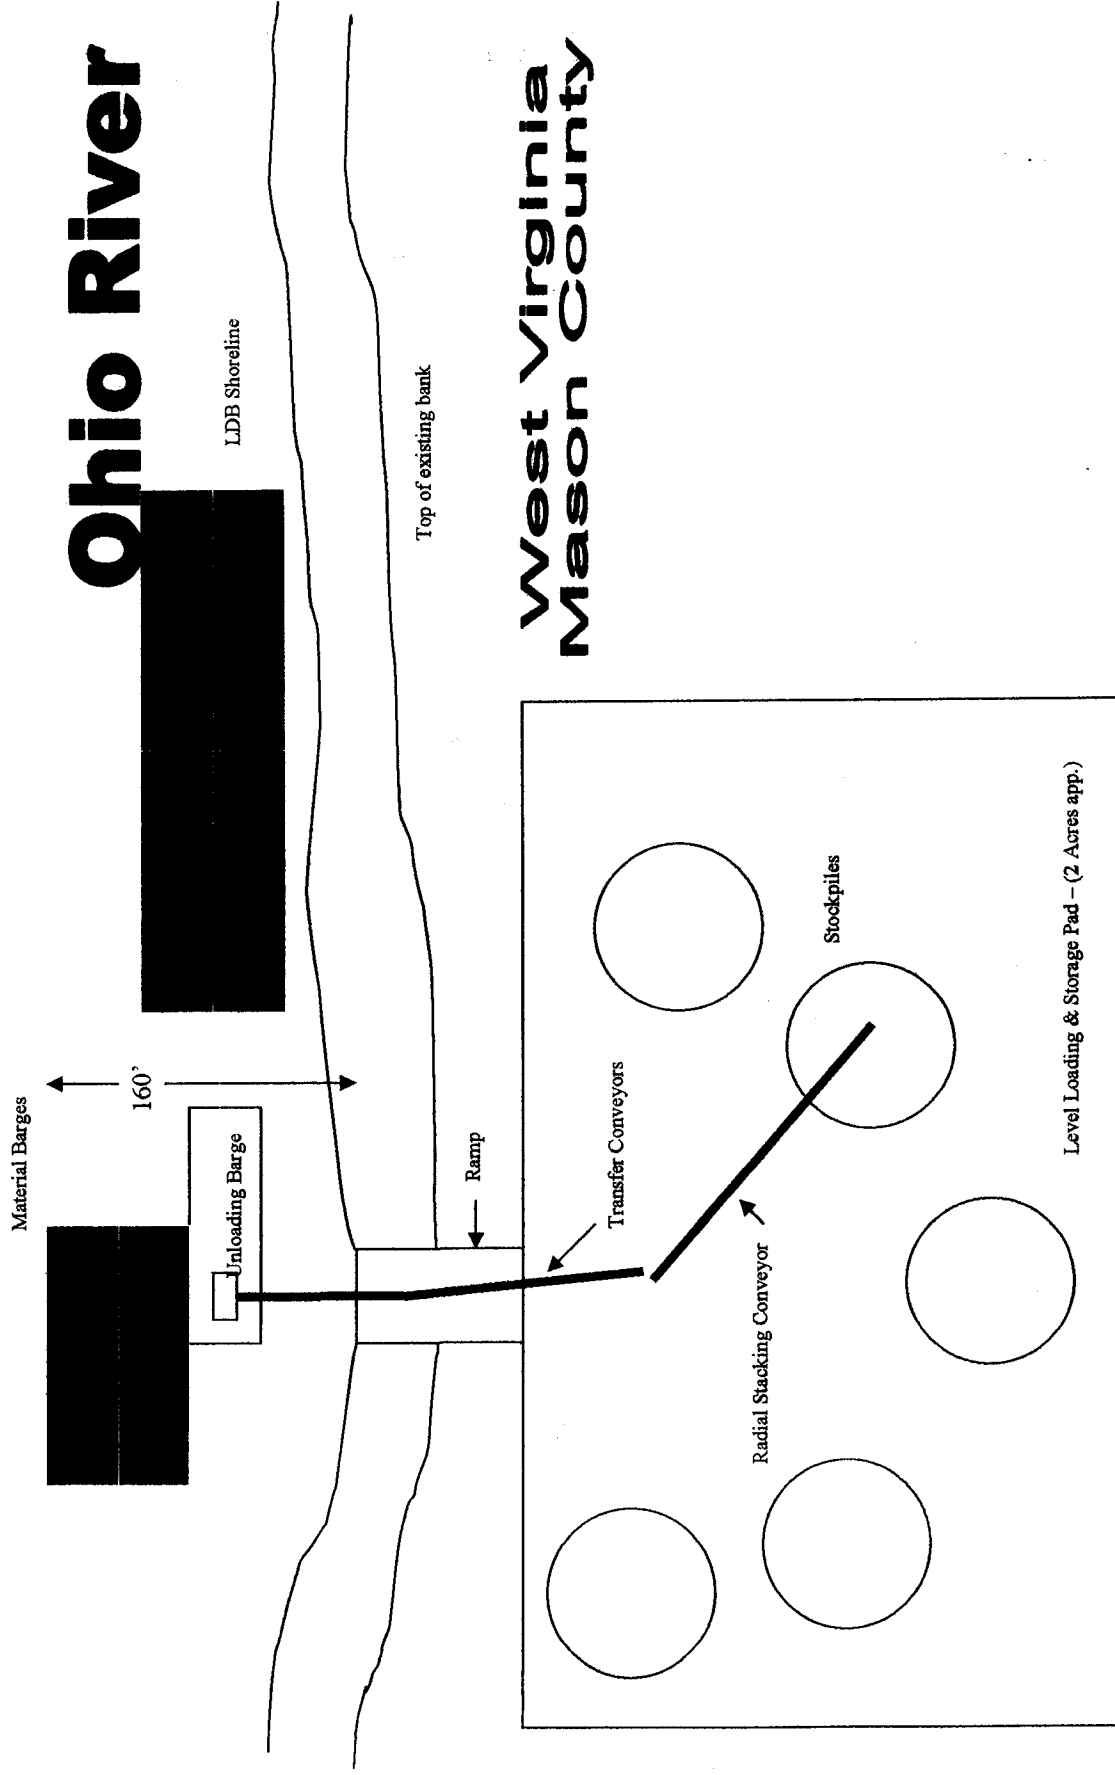 Ohio River
Material Barges
LDB Shoreline
160'
Unloading Barge
Top of existing bank
Ramp
West Virginia
Mason County
Transfer Conveyors
Radial Stacking Conveyor
Stockpiles
Level Loading & Storage Pad – (2 Acres app.)